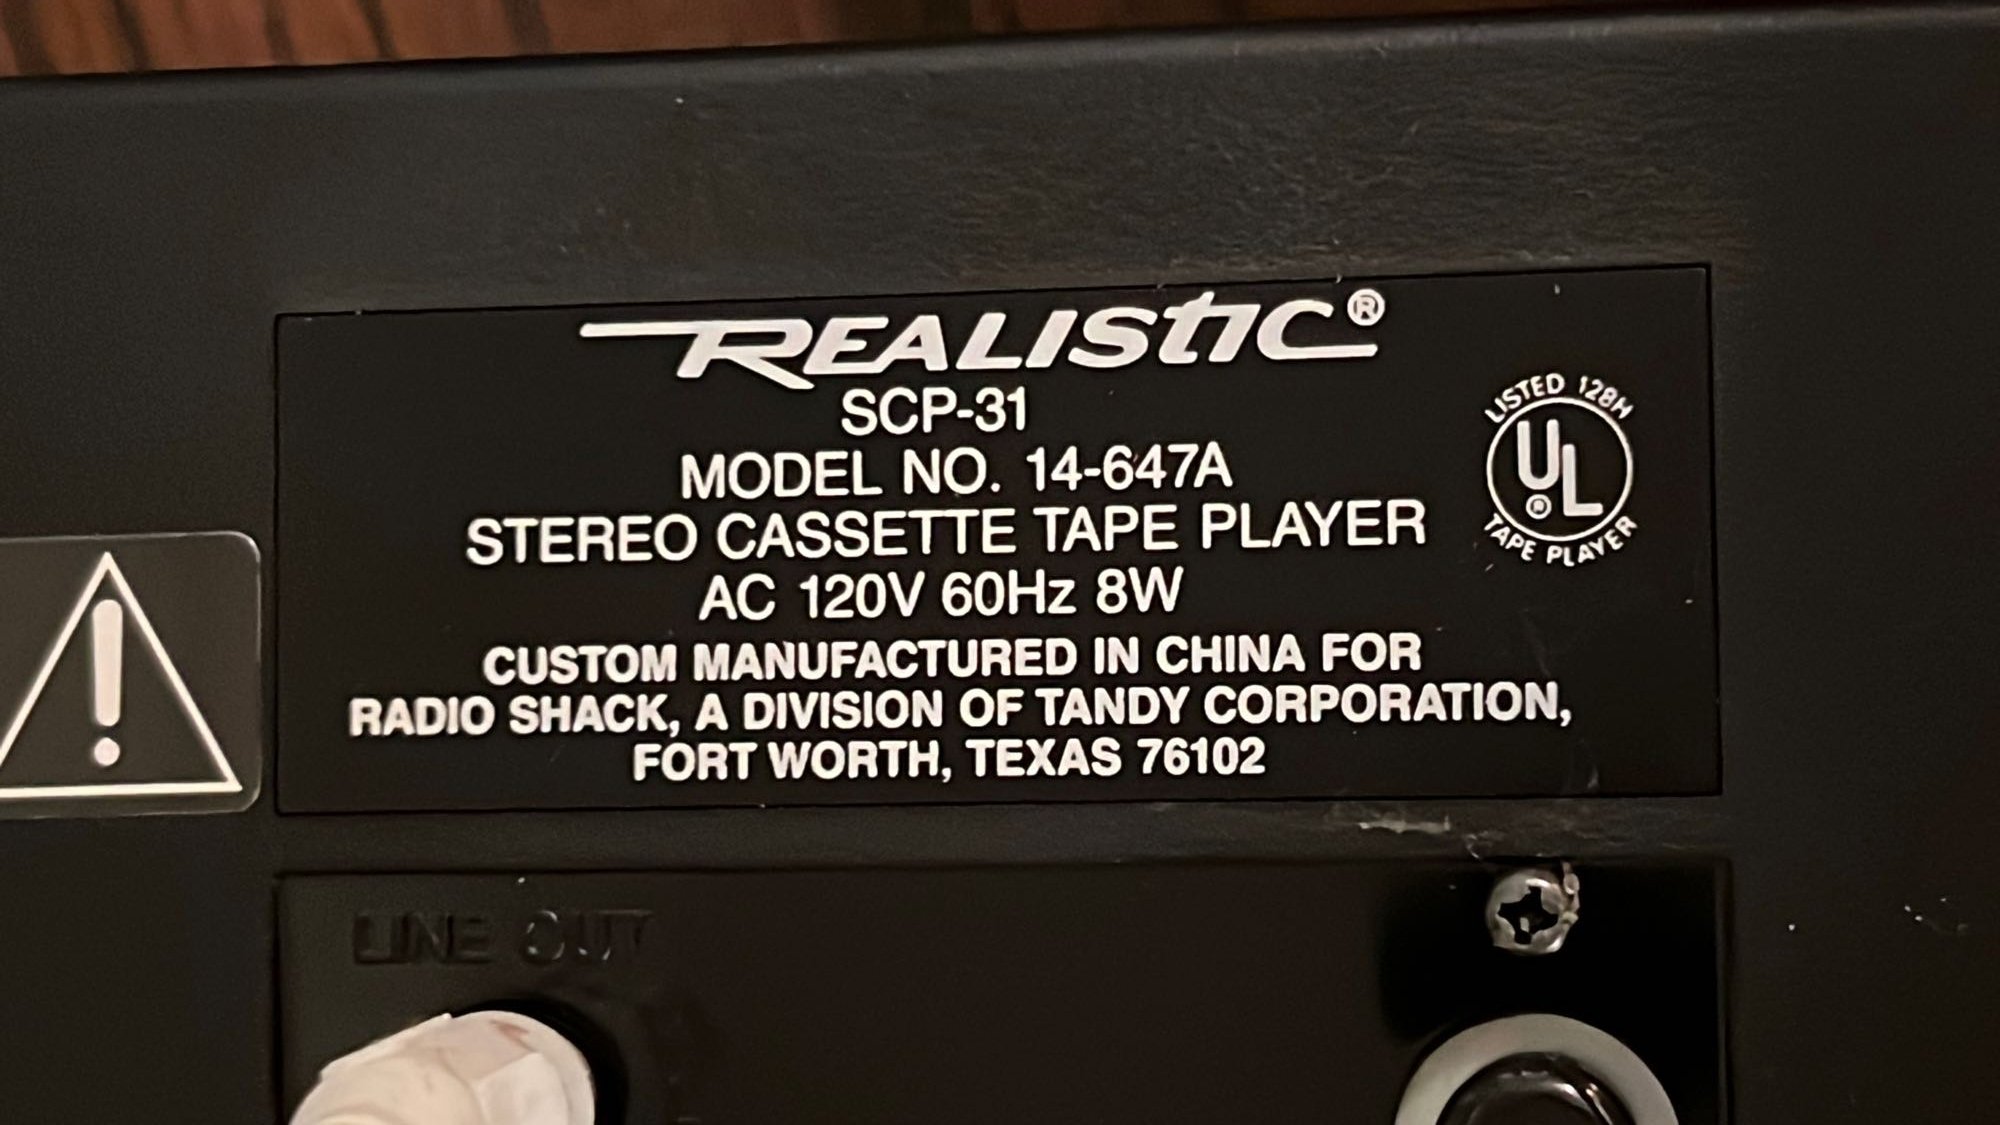 REALISTIC®
SCP-31
MODEL NO. 14-647A
STEREO CASSETTE TAPE PLAYER
AC 120V 60Hz 8W
CUSTOM MANUFACTURED IN CHINA FOR
RADIO SHACK, A DIVISION OF TANDY CORPORATION,
FORT WORTH, TEXAS 76102
LISTED 128H
UL®
TAPE PLAYER
!
LINE OUT